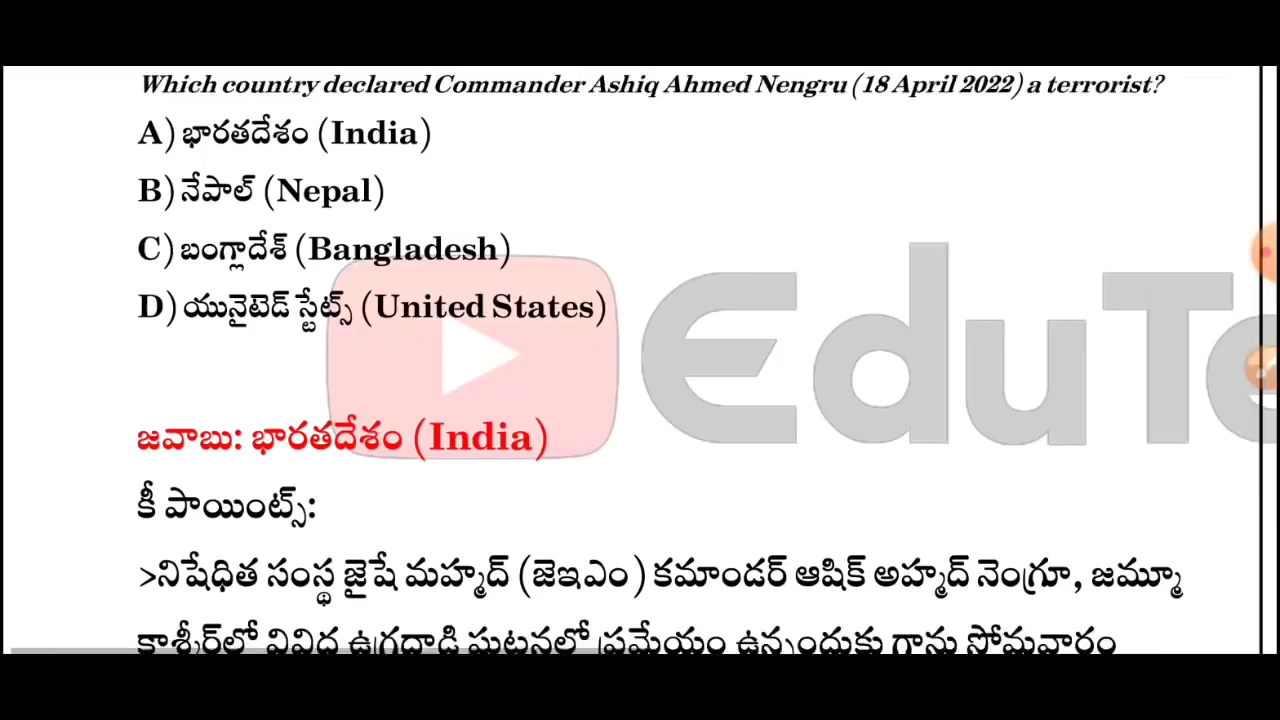 Which country declared Commander Ashiq Ahmed Nengru (18 April 2022) a terrorist?
A) భారతదేశం (India)
B) నేపాల్ (Nepal)
C) బంగ్లాదేశ్ (Bangladesh)
D) యునైటెడ్ స్టేట్స్ (United States)
EduTe
జవాబు: భారతదేశం (India)
కీ పాయింట్స్:
>నిషేధిత సంస్థ జైషే మహ్మద్ (జెఇఎం) కమాండర్ ఆషిక్ అహ్మద్ నెంగ్రూ, జమ్మూ
కాశ్మీర్‌లో వివిధ ఉగ్రదాడి ఘటనలో ప్రమేయం ఉన్నందుకు గాను సోమవారం